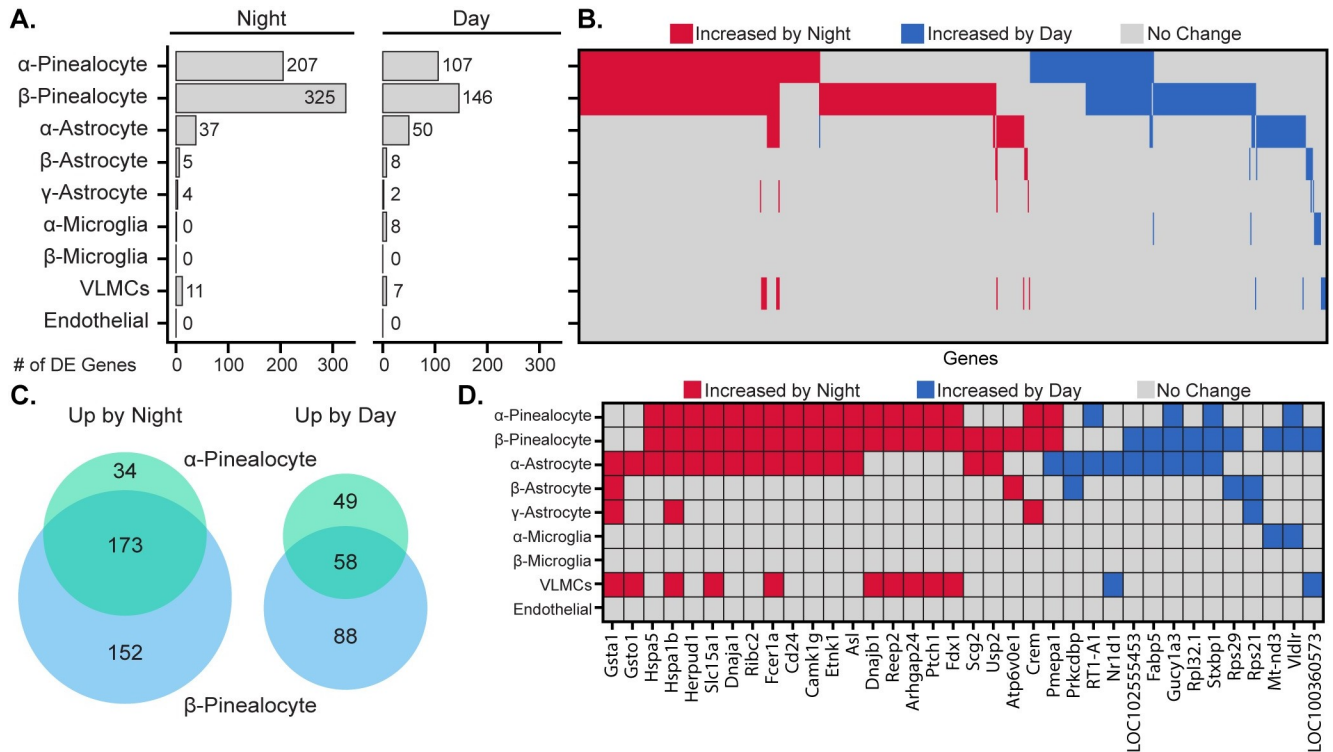 A.
Night
Day
α-Pinealocyte
β-Pinealocyte
α-Astrocyte
β-Astrocyte
γ-Astrocyte
α-Microglia
β-Microglia
VLMCs
Endothelial
207
325
37
5
4
0
0
11
0
107
146
50
8
2
8
0
7
0
# of DE Genes
0 100 200 300
0 100 200 300
B.
Increased by Night Increased by Day No Change
Genes
C.
Up by Night
Up by Day
α-Pinealocyte
34
173
152
49
58
88
β-Pinealocyte
D.
Increased by Night Increased by Day No Change
α-Pinealocyte
β-Pinealocyte
α-Astrocyte
β-Astrocyte
γ-Astrocyte
α-Microglia
β-Microglia
VLMCs
Endothelial
Gsta1
Gsto1
Hspa5
Hspa1b
Herpud1
Slc15a1
Dnaja1
Ribc2
Fcer1a
Cd24
Camk1g
Etnk1
Asl
Dnajb1
Reep2
Arhgap24
Ptch1
Fdx1
Scg2
Usp2
Atp6v0e1
Crem
Pmepa1
Prkcdbp
RT1-A1
Nr1d1
LOC102555453
Fabp5
Gucy1a3
Rpl32.1
Stxbp1
Rps29
Rps21
Mt-nd3
Vldlr
LOC100360573